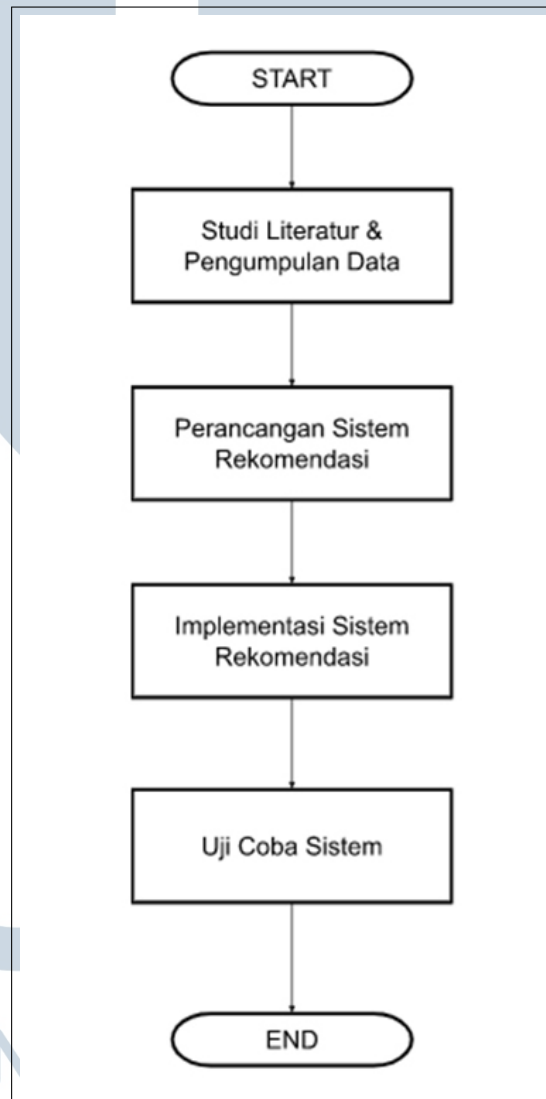 START
Studi Literatur &
Pengumpulan Data
Perancangan Sistem
Rekomendasi
Implementasi Sistem
Rekomendasi
Uji Coba Sistem
END